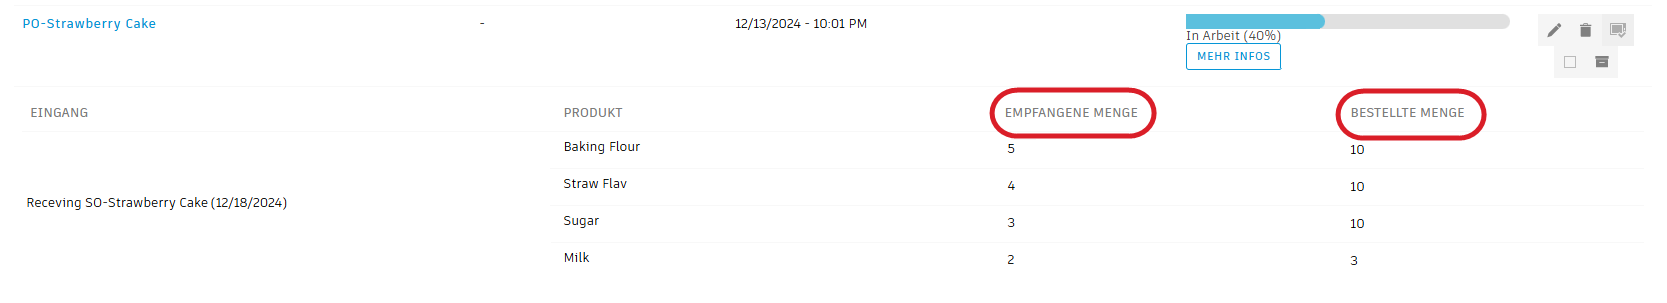 PO-Strawberry Cake - 12/13/2024 - 10:01 PM
In Arbeit (40%)
MEHR INFOS
EINGANG PRODUKT EMPFANGENE MENGE BESTELLTE MENGE
Baking Flour 5 10
Straw Flav 4 10
Receving SO-Strawberry Cake (12/18/2024)
Sugar 3 10
Milk 2 3